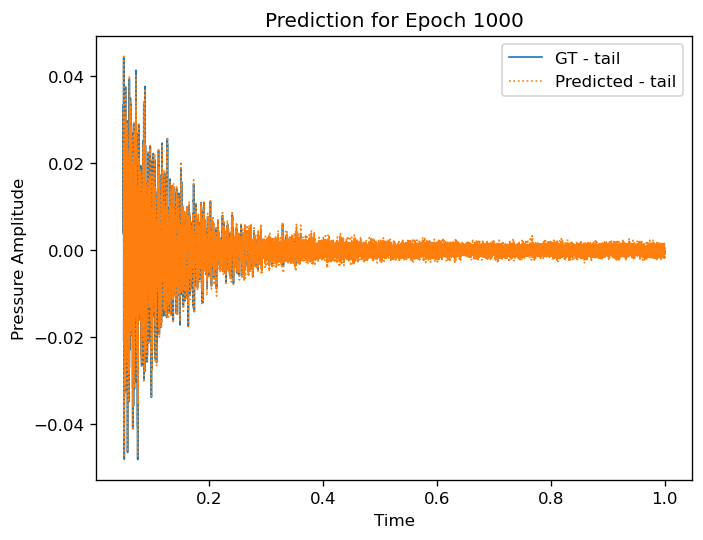 Prediction for Epoch 1000
GT - tail
Predicted - tail
Pressure Amplitude
0.04
0.02
0.00
−0.02
−0.04
0.2
0.4
0.6
0.8
1.0
Time